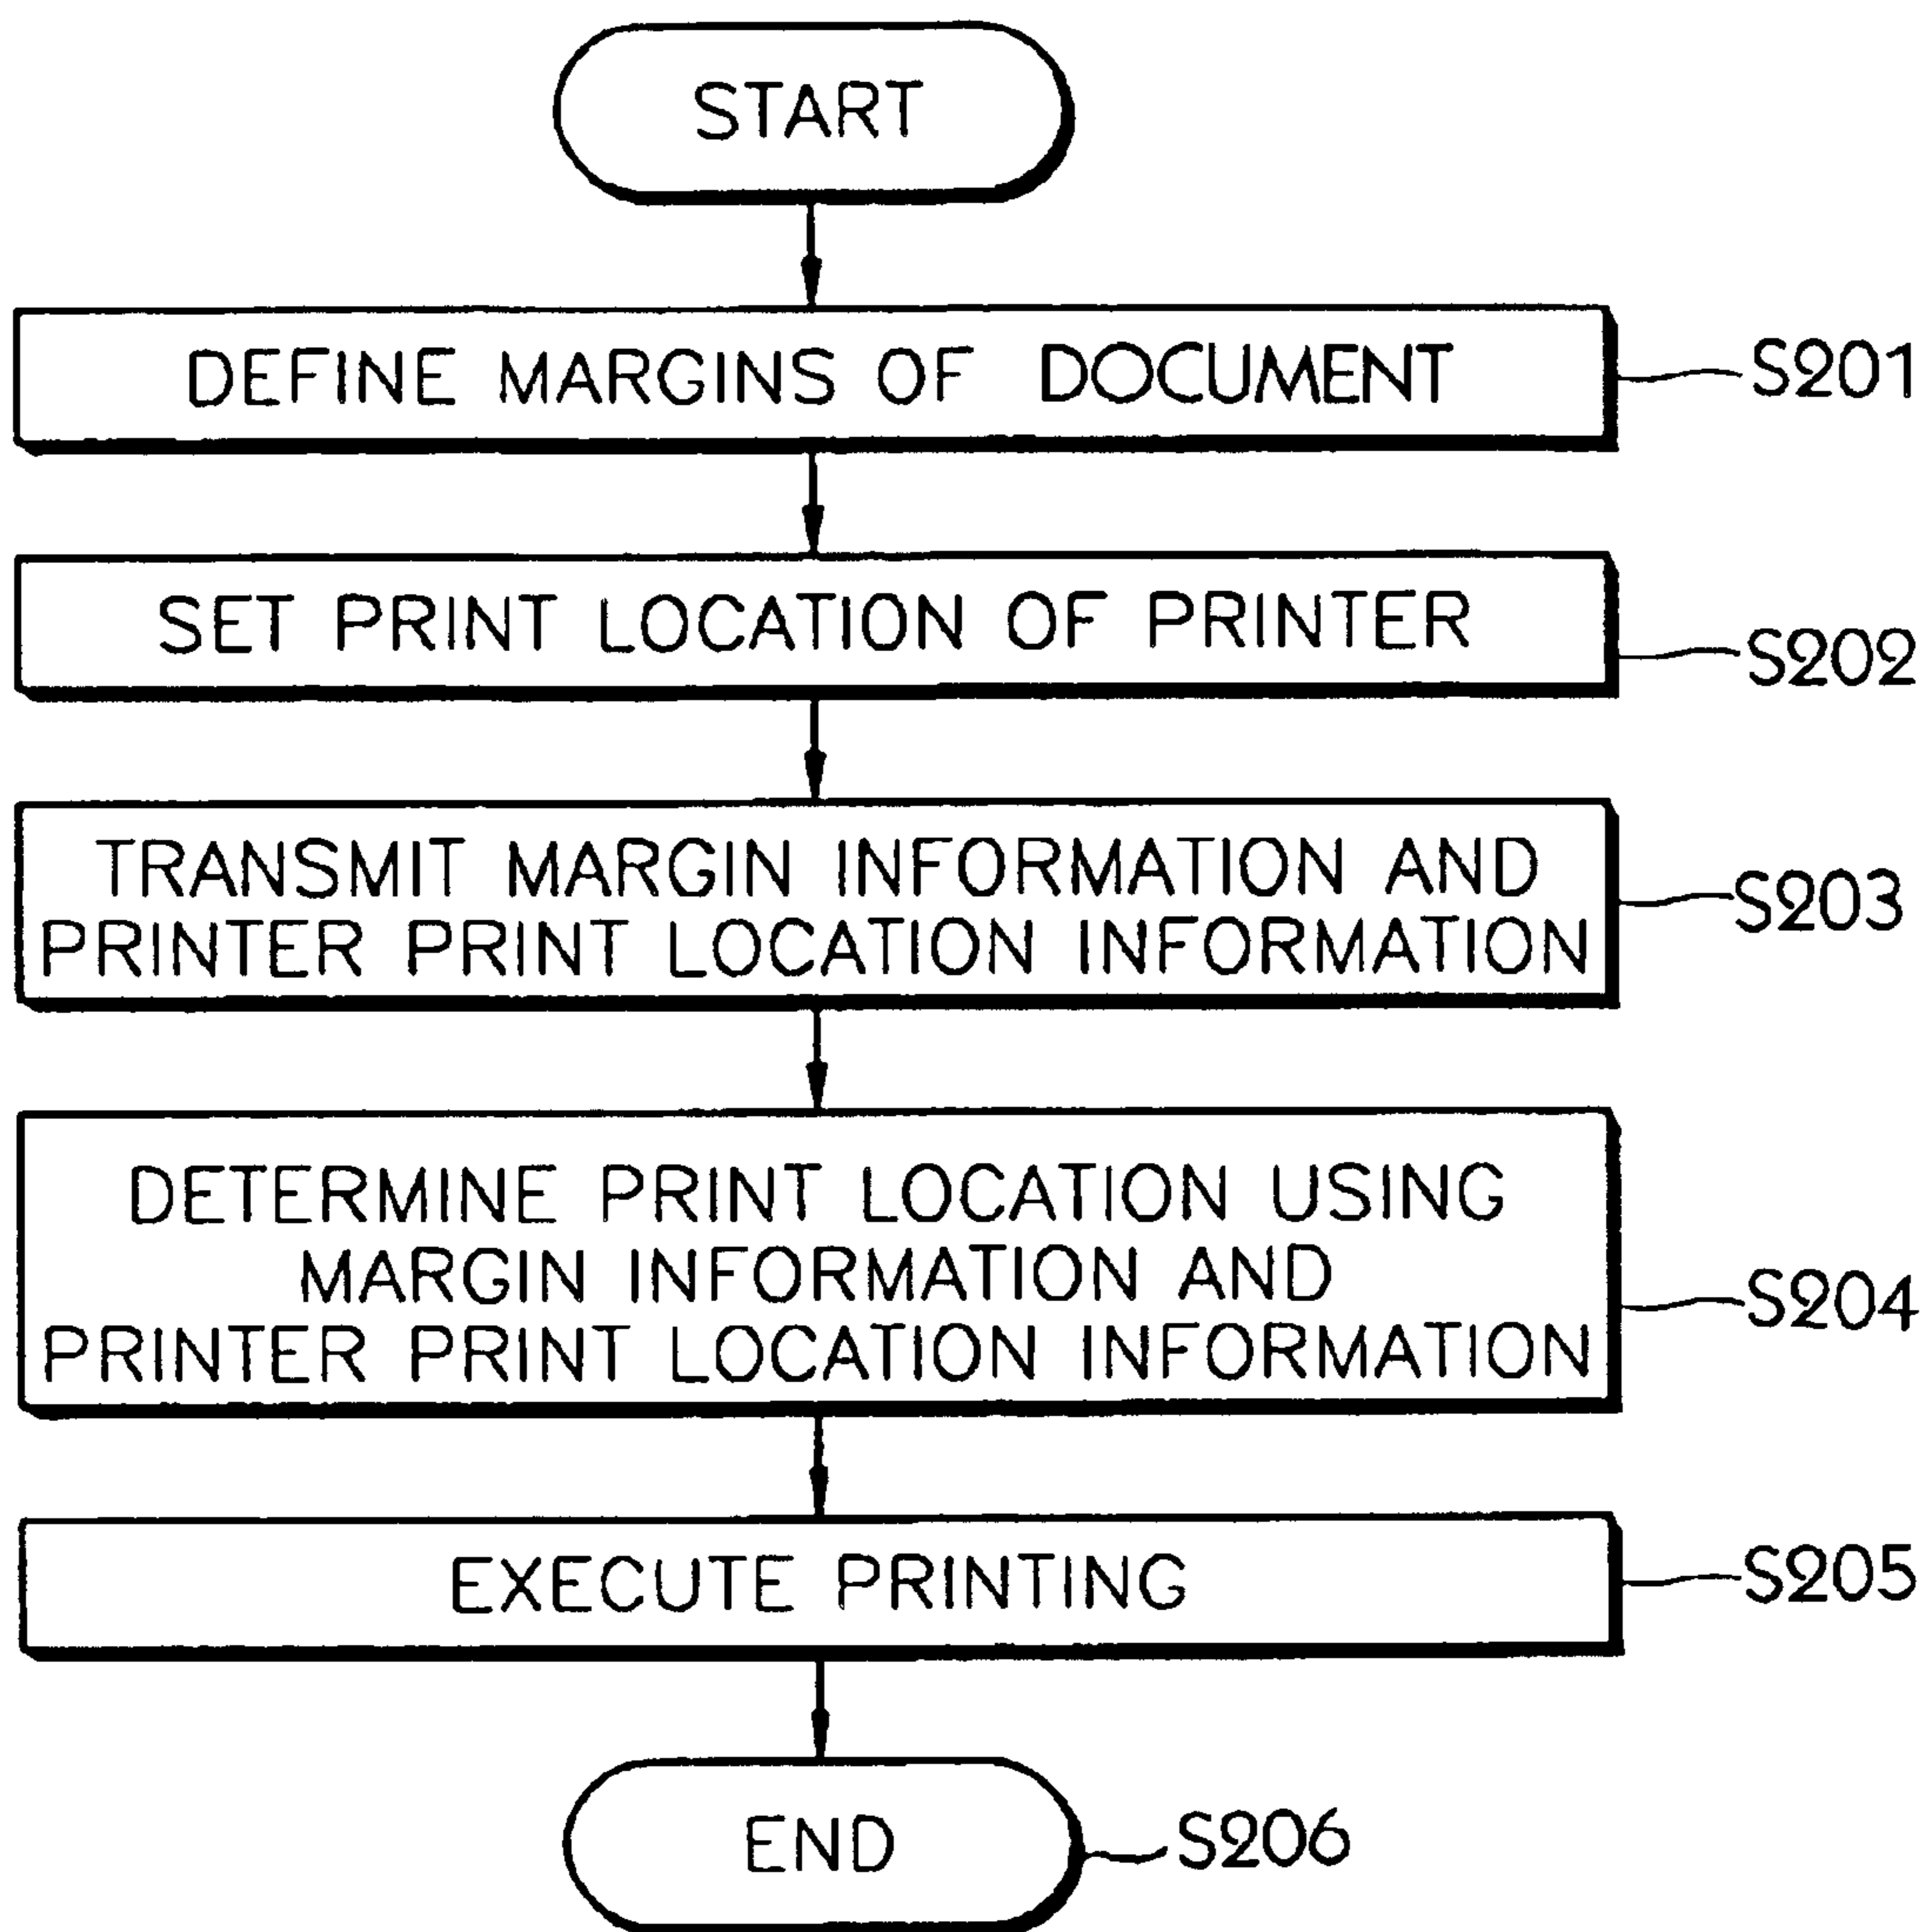 START
DEFINE MARGINS OF DOCUMENT
S201
SET PRINT LOCATION OF PRINTER
S202
TRANSMIT MARGIN INFORMATION AND
PRINTER PRINT LOCATION INFORMATION
S203
DETERMINE PRINT LOCATION USING
MARGIN INFORMATION AND
PRINTER PRINT LOCATION INFORMATION
S204
EXECUTE PRINTING
S205
END
S206